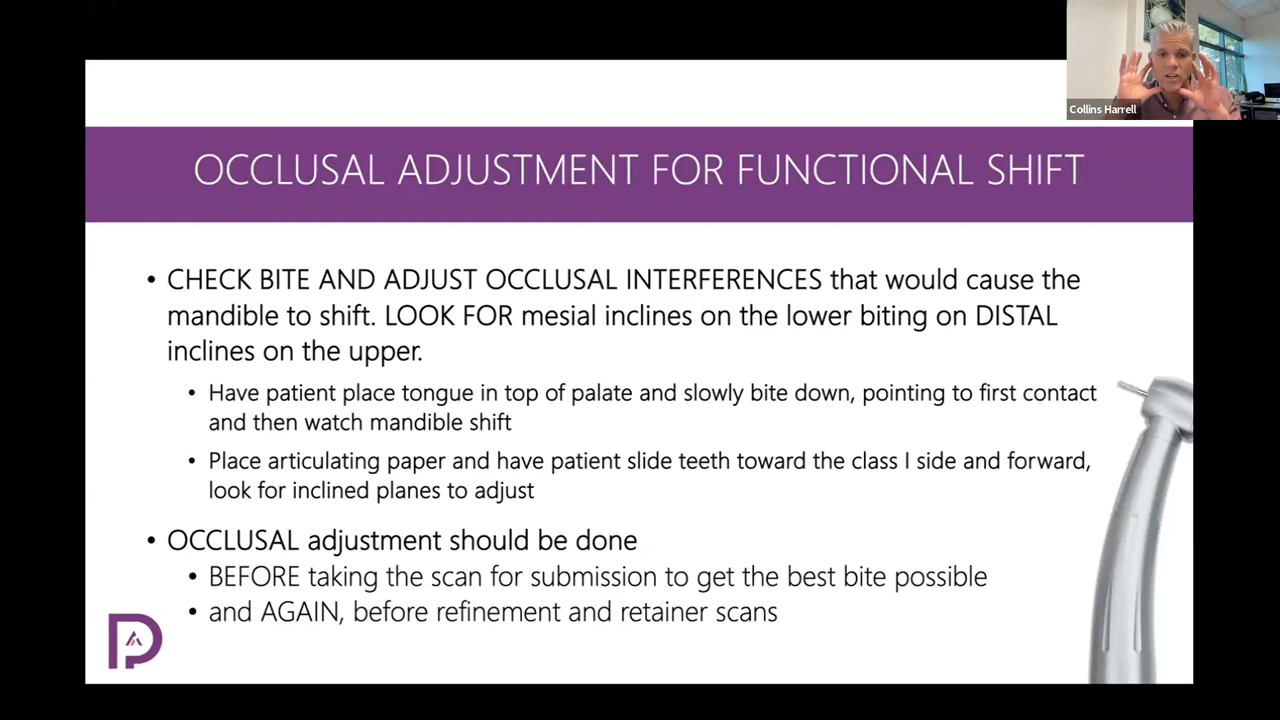 Collins Harrell
OCCLUSAL ADJUSTMENT FOR FUNCTIONAL SHIFT
• CHECK BITE AND ADJUST OCCLUSAL INTERFERENCES that would cause the
mandible to shift. LOOK FOR mesial inclines on the lower biting on DISTAL
inclines on the upper.
• Have patient place tongue in top of palate and slowly bite down, pointing to first contact
and then watch mandible shift
• Place articulating paper and have patient slide teeth toward the class I side and forward,
look for inclined planes to adjust
• OCCLUSAL adjustment should be done
• BEFORE taking the scan for submission to get the best bite possible
• and AGAIN, before refinement and retainer scans